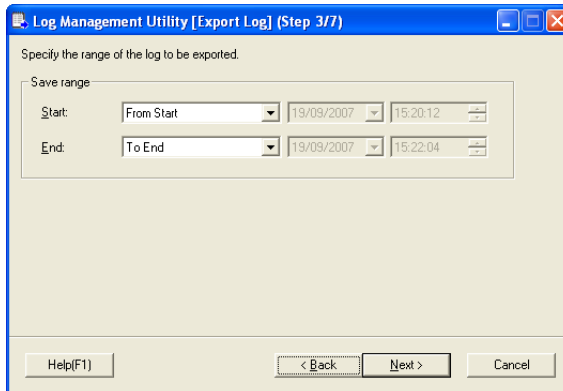 Log Management Utility [Export Log] (Step 3/7)
Specify the range of the log to be exported.
Save range
Start: From Start 19/09/2007 15:20:12
End: To End 19/09/2007 15:22:04
Help(F1) < Back Next > Cancel